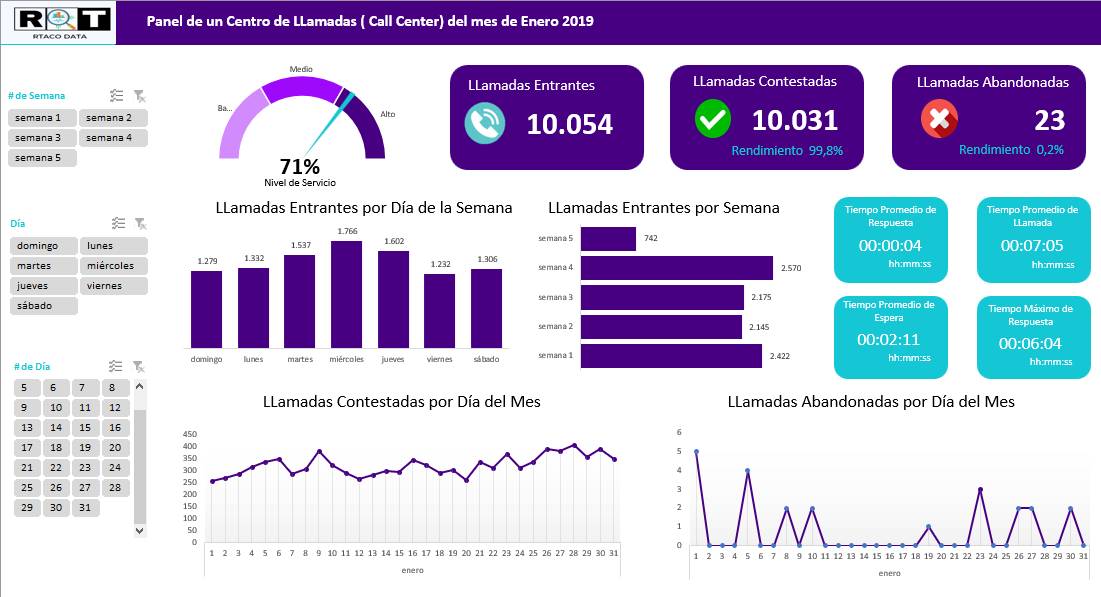 RQT
RTACO DATA
Panel de un Centro de LLamadas ( Call Center) del mes de Enero 2019
# de Semana
semana 1 semana 2
semana 3 semana 4
semana 5
Día
domingo lunes
martes miércoles
jueves viernes
sábado
# de Día
5 6 7 8
9 10 11 12
13 14 15 16
17 18 19 20
21 22 23 24
25 26 27 28
29 30 31
Ba...
Medio
Alto
71%
Nivel de Servicio
LLamadas Entrantes
10.054
LLamadas Contestadas
10.031
Rendimiento 99,8%
LLamadas Abandonadas
23
Rendimiento 0,2%
LLamadas Entrantes por Día de la Semana
1.279 1.332 1.537 1.766 1.602 1.232 1.306
domingo lunes martes miércoles jueves viernes sábado
LLamadas Entrantes por Semana
semana 5 742
semana 4 2.570
semana 3 2.175
semana 2 2.145
semana 1 2.422
Tiempo Promedio de
Respuesta
00:00:04
hh:mm:ss
Tiempo Promedio de
LLamada
00:07:05
hh:mm:ss
Tiempo Promedio de
Espera
00:02:11
hh:mm:ss
Tiempo Máximo de
Respuesta
00:06:04
hh:mm:ss
LLamadas Contestadas por Día del Mes
450
400
350
300
250
200
150
100
50
0
1 2 3 4 5 6 7 8 9 10 11 12 13 14 15 16 17 18 19 20 21 22 23 24 25 26 27 28 29 30 31
enero
LLamadas Abandonadas por Día del Mes
6
5
4
3
2
1
0
1 2 3 4 5 6 7 8 9 10 11 12 13 14 15 16 17 18 19 20 21 22 23 24 25 26 27 28 29 30 31
enero